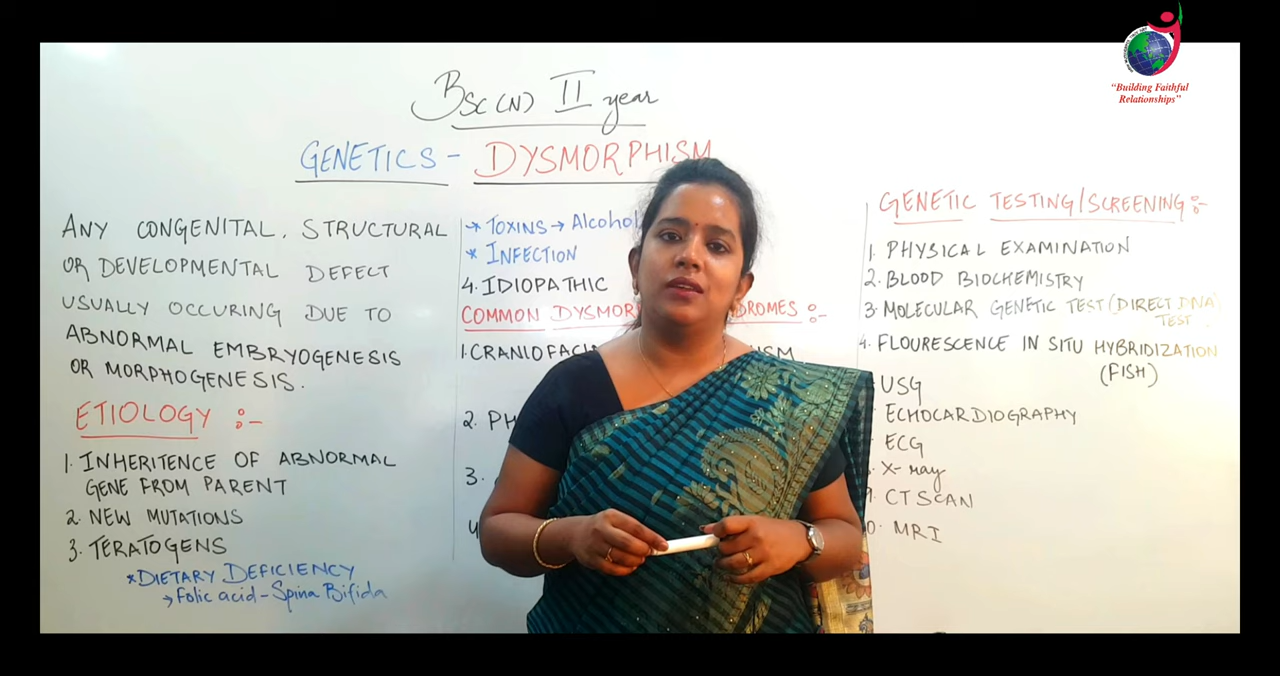 "Building Faithful
Relationships"
BSC (N) II year
GENETICS - DYSMORPHISM
ANY CONGENITAL, STRUCTURAL
OR DEVELOPMENTAL DEFECT
USUALLY OCCURING DUE TO
ABNORMAL EMBRYOGENESIS
OR MORPHOGENESIS.
ETIOLOGY :-
1. INHERITENCE OF ABNORMAL
GENE FROM PARENT
2. NEW MUTATIONS
3. TERATOGENS
* DIETARY DEFICIENCY
→ Folic acid - Spina Bifida
* TOXINS → Alcohol
* INFECTION
4. IDIOPATHIC
COMMON :-
1.
2.
3.
GENETIC TESTING/SCREENING :-
1. PHYSICAL EXAMINATION
2. BLOOD BIOCHEMISTRY
3. MOLECULAR GENETIC TEST (DIRECT DNA
TEST
4. FLOURESCENCE IN SITU HYBRIDIZATION
(FISH)
USG
ECHOCARDIOGRAPHY
ECG
X-ray
CT SCAN
MRI